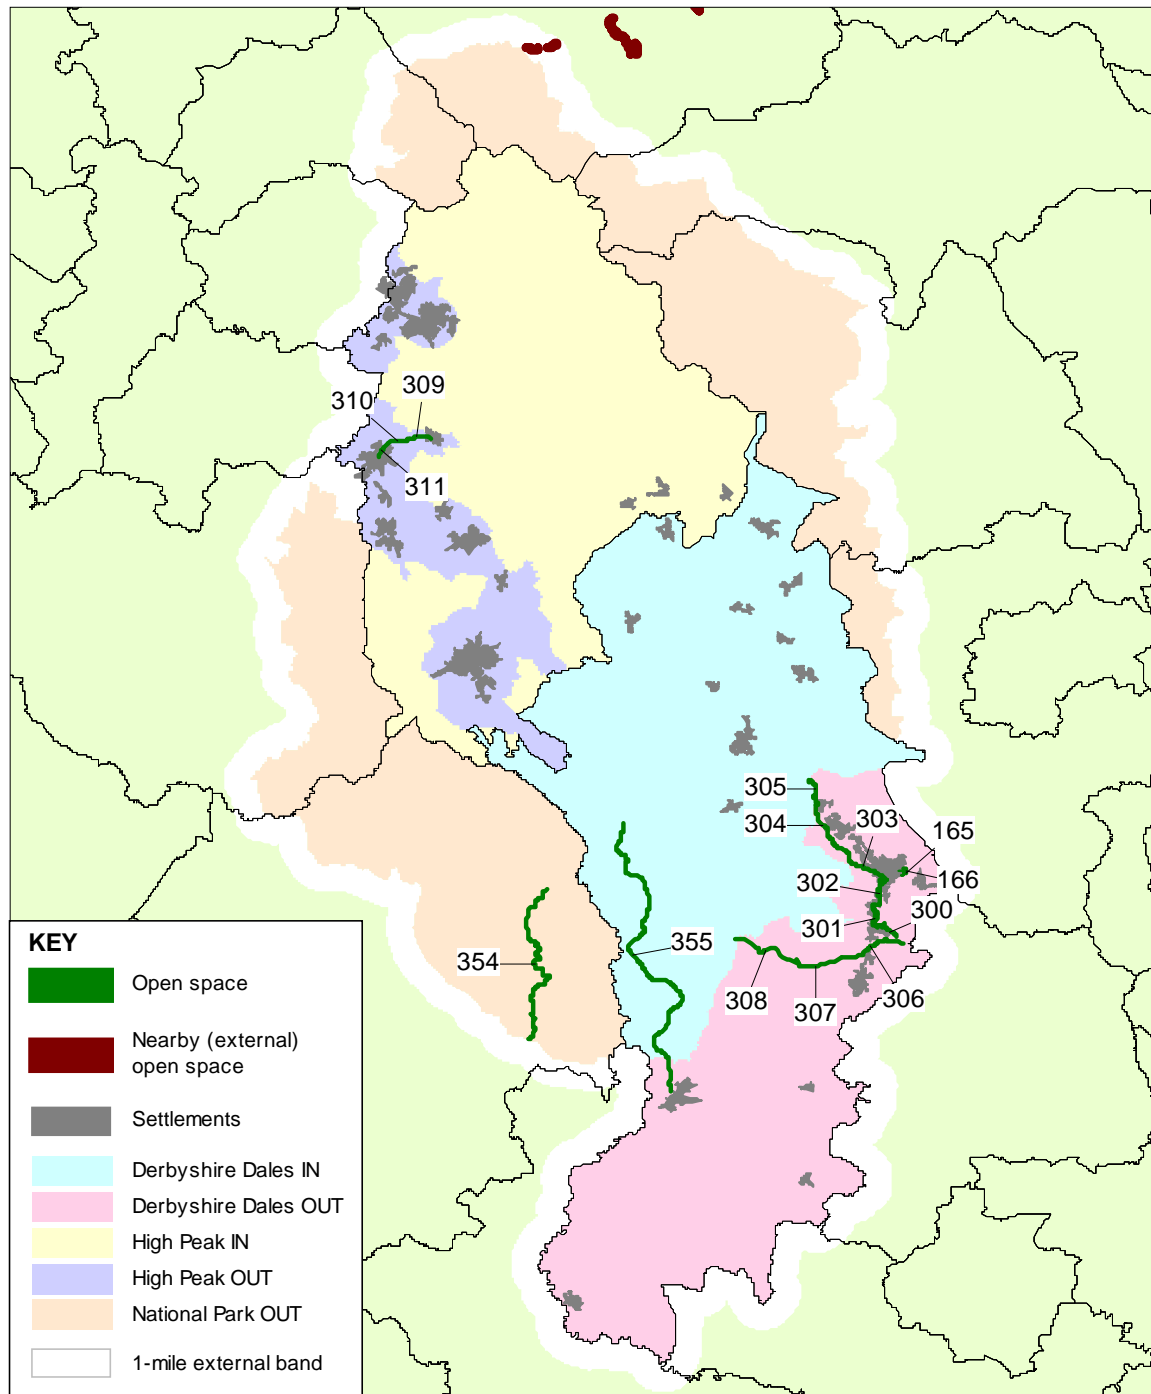 309
310
311
305
304
303
165
302
166
301
300
355
354
308
307
306
KEY
Open space
Nearby (external)
open space
Settlements
Derbyshire Dales IN
Derbyshire Dales OUT
High Peak IN
High Peak OUT
National Park OUT
1-mile external band